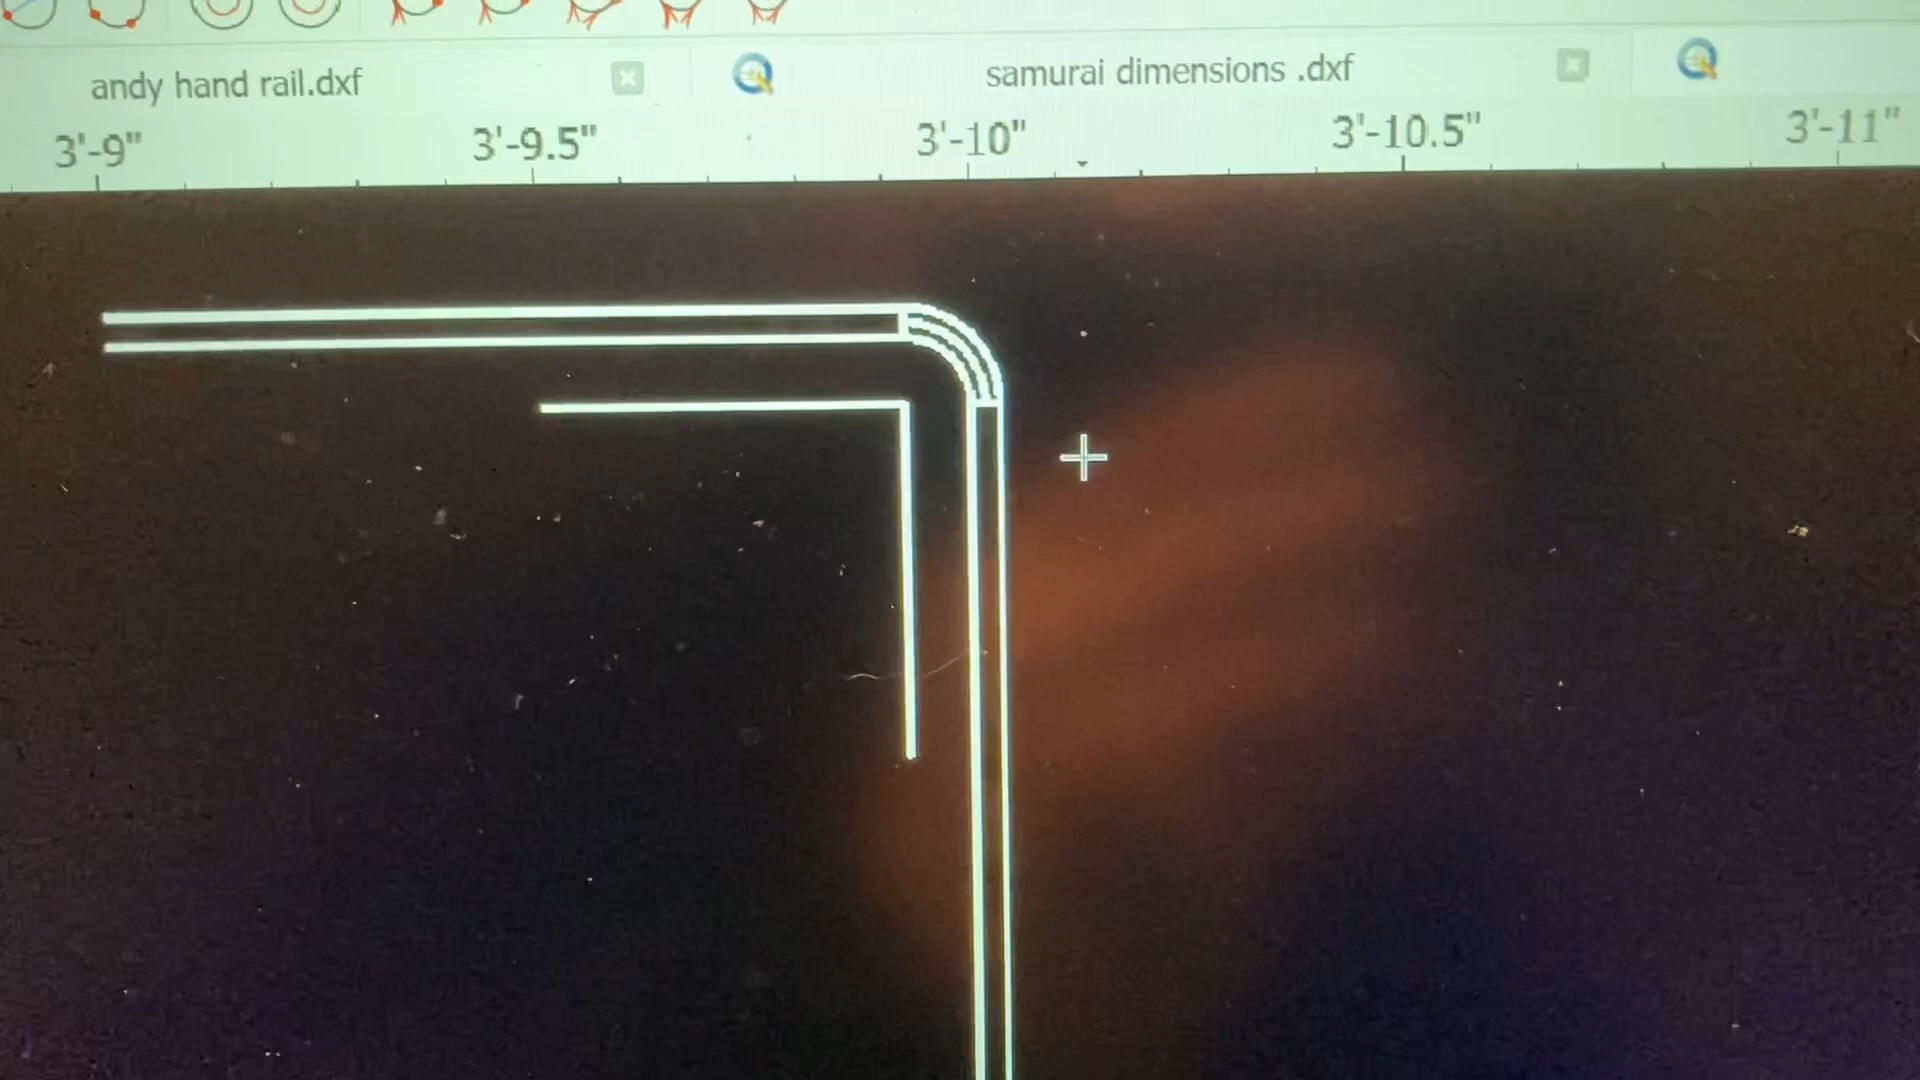 andy hand rail.dxf
samurai dimensions .dxf
3'-9" 3'-9.5" 3'-10" 3'-10.5" 3'-11"